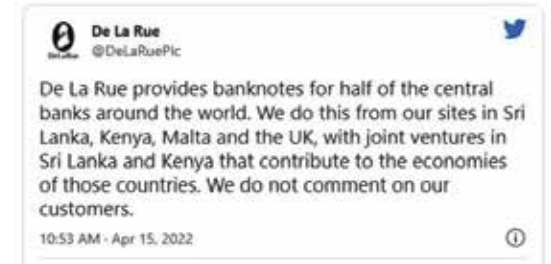 De La Rue
@DeLaRuePlc
De La Rue provides banknotes for half of the central
banks around the world. We do this from our sites in Sri
Lanka, Kenya, Malta and the UK, with joint ventures in
Sri Lanka and Kenya that contribute to the economies
of those countries. We do not comment on our
customers.
10:53 AM · Apr 15, 2022